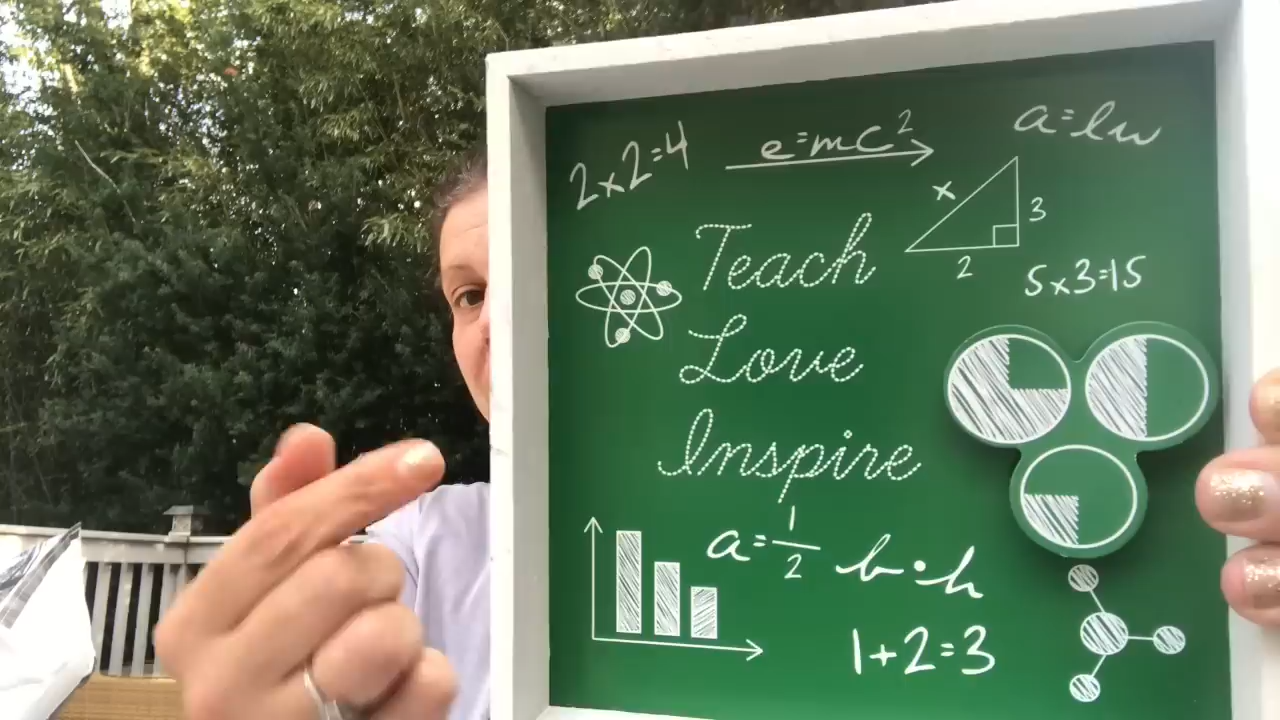 2x2=4
e=mc²
a=lw
x
3
2
5x3=15
Teach
Love
Inspire
a=1/2 b·h
1+2=3